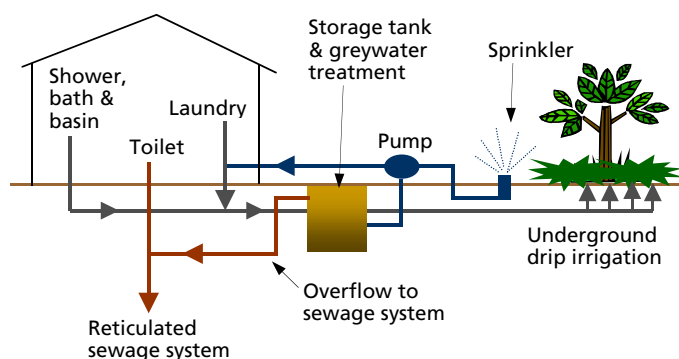 Storage tank
& greywater
treatment
Sprinkler
Shower,
bath &
basin
Laundry
Toilet
Pump
Underground
drip irrigation
Overflow to
sewage system
Reticulated
sewage system